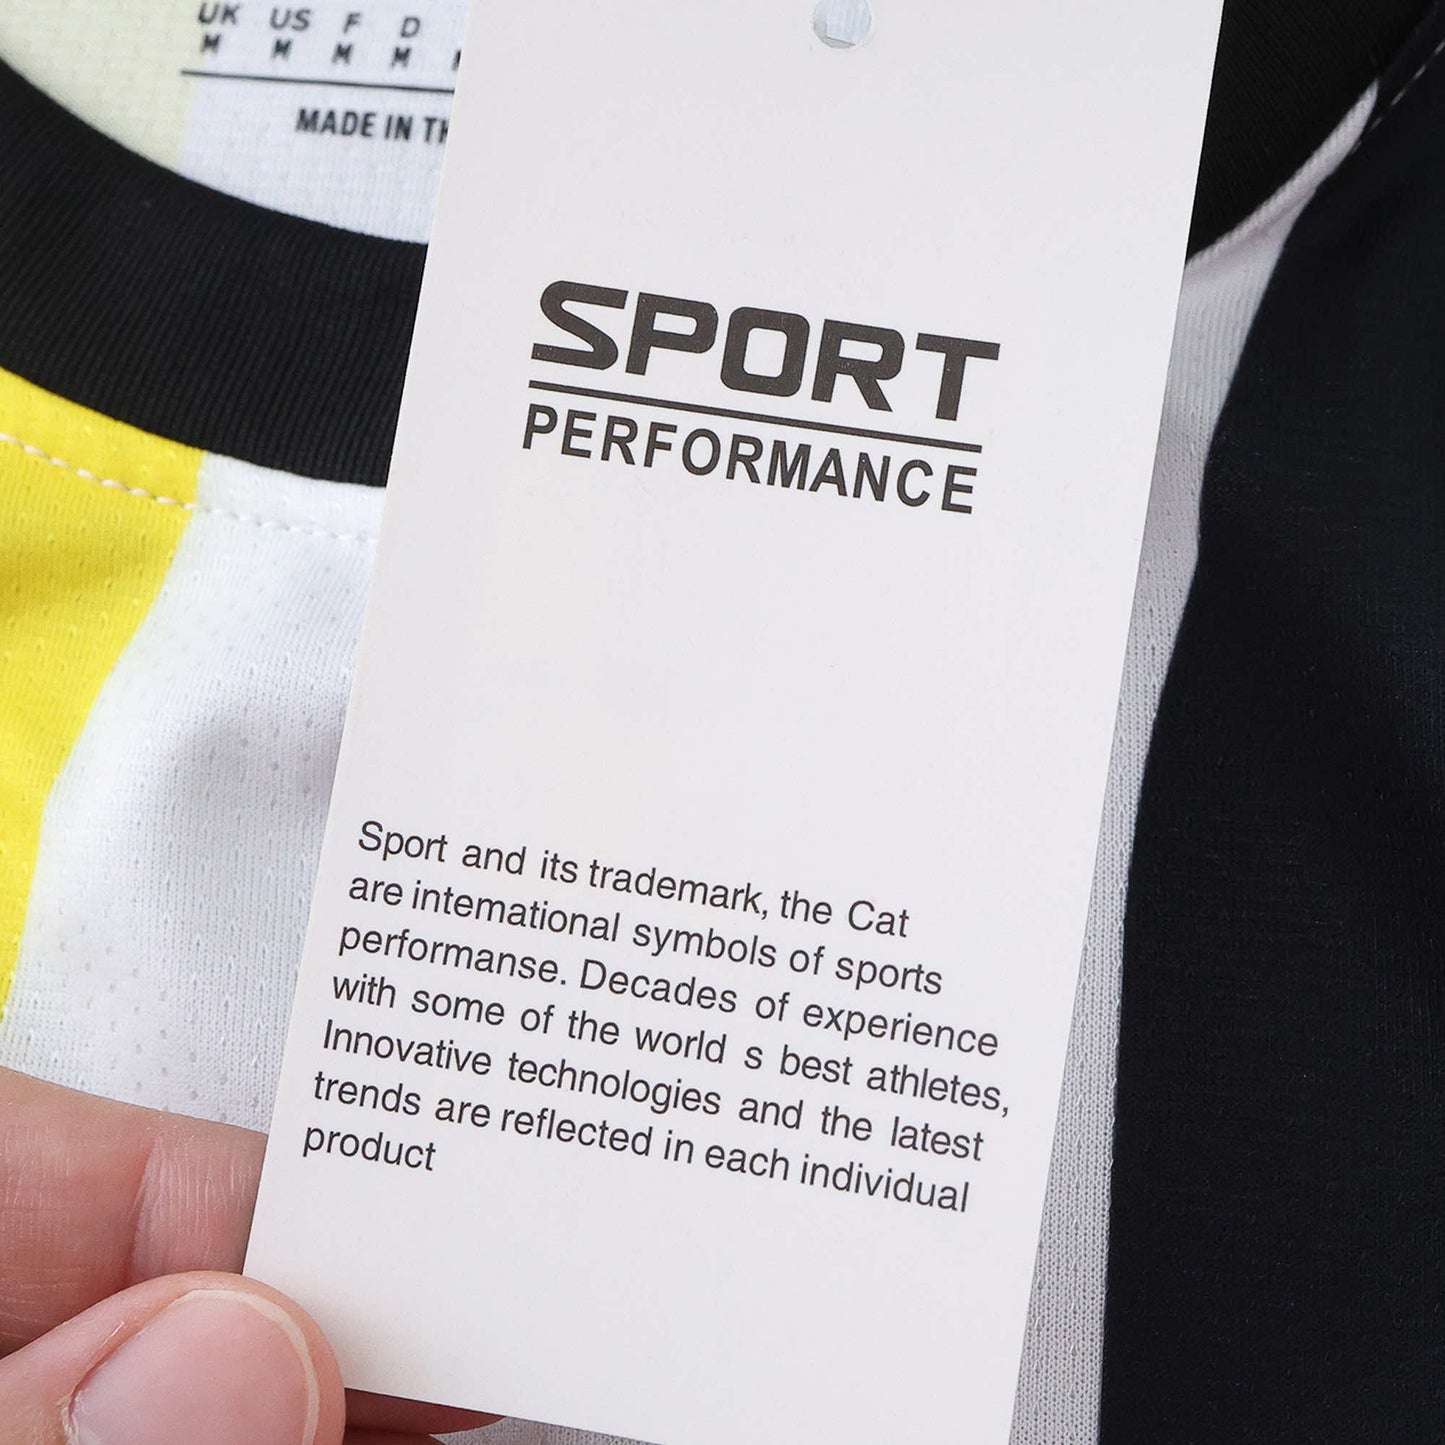 UK US F D
M M M M
MADE IN
SPORT
PERFORMANCE
Sport and its trademark, the Cat
are international symbols of sports
performanse. Decades of experience
with some of the world s best athletes,
Innovative technologies and the latest
trends are reflected in each individual
product